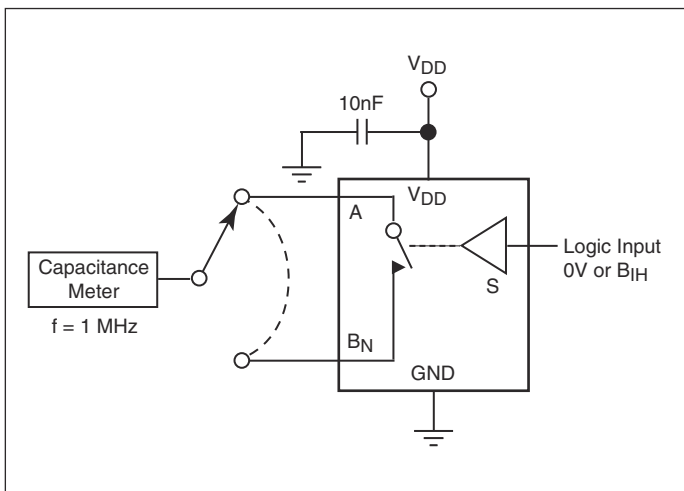 VDD
10nF
VDD
A
Capacitance
Meter
f = 1 MHz
S
Logic Input
0V or BIH
BN
GND